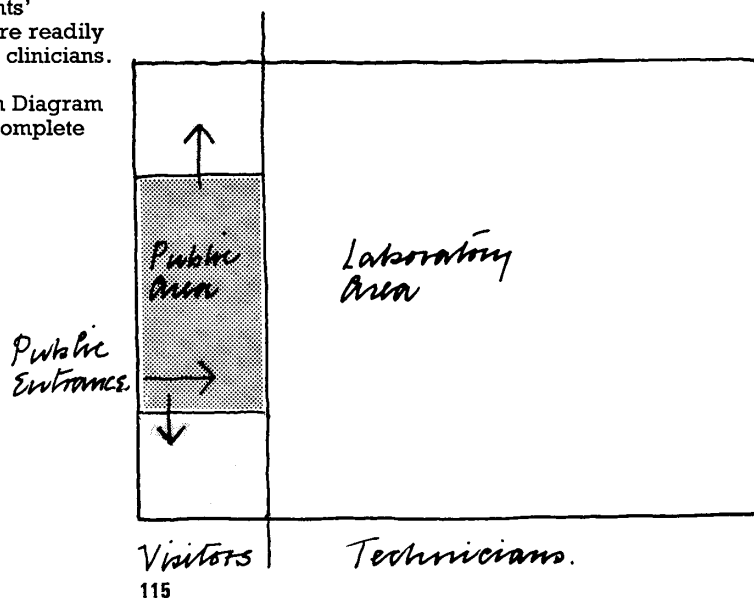 nts'
re readily
clinicians.
n Diagram
omplete
Public
Area
Laboratory
Area
Public
Entrance
Visitors
Technicians.
115